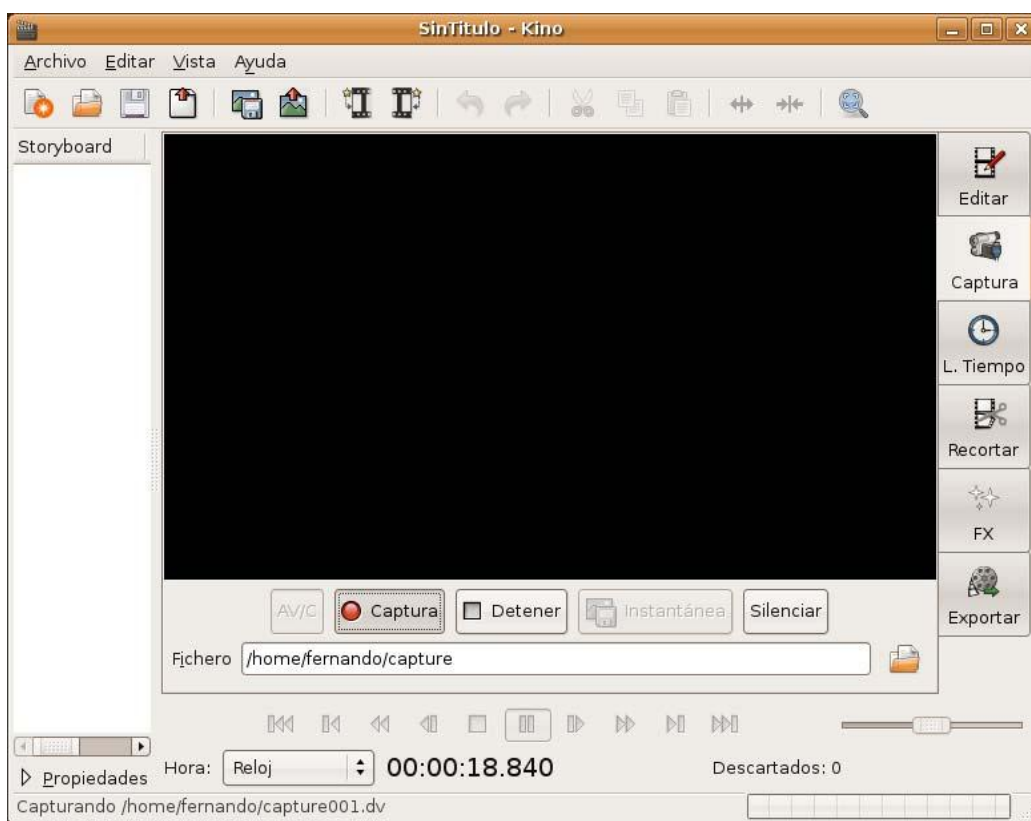 SinTitulo - Kino
Archivo Editar Vista Ayuda
Storyboard
Editar
Captura
L. Tiempo
Recortar
FX
Exportar
AV/C Captura Detener Instantánea Silenciar
Fichero /home/fernando/capture
Propiedades
Hora: Reloj 00:00:18.840 Descartados: 0
Capturando /home/fernando/capture001.dv